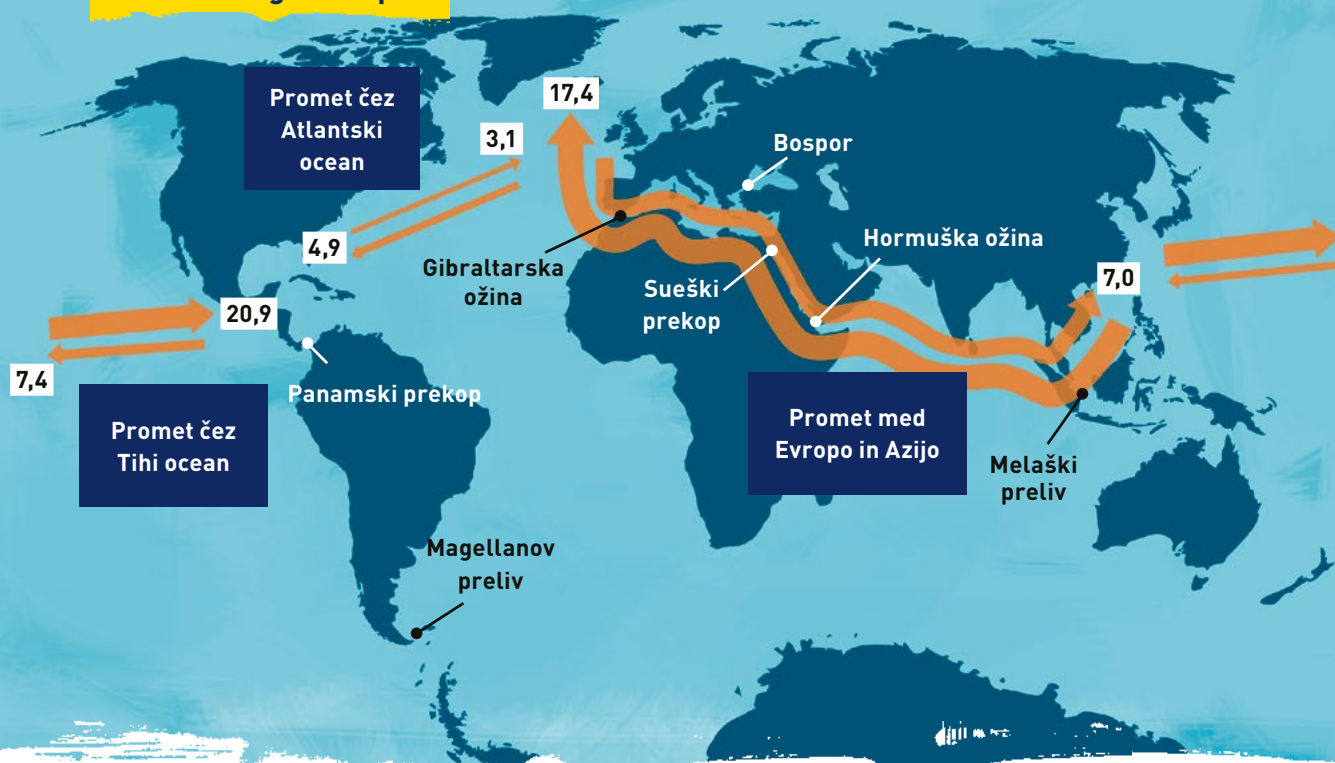 Promet čez
Atlantski
ocean
17,4
3,1
4,9
Bospor
Gibraltarska
ožina
Sueški
prekop
Hormuška ožina
7,0
20,9
7,4
Panamski prekop
Promet čez
Tihi ocean
Promet med
Evropo in Azijo
Melaški
preliv
Magellanov
preliv